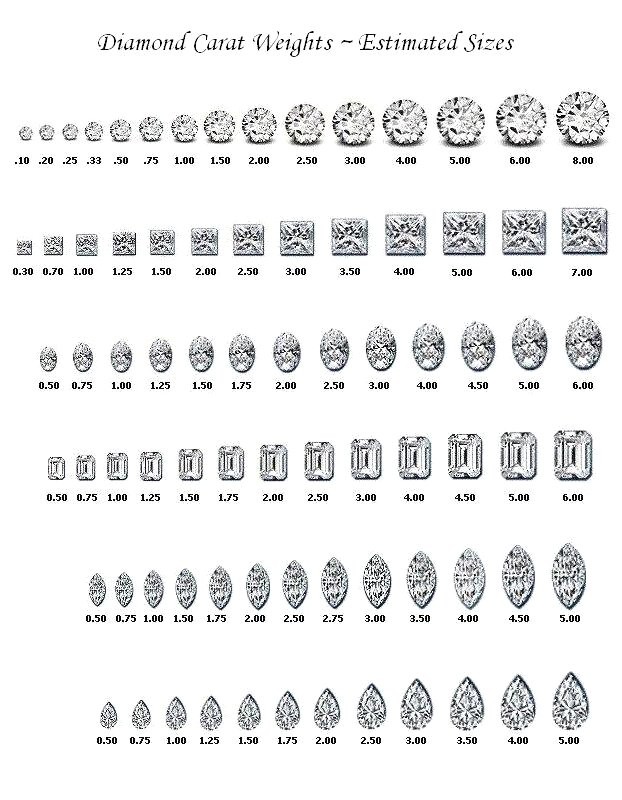 Diamond Carat Weights ~ Estimated Sizes
.10 .20 .25 .33 .50 .75 1.00 1.50 2.00 2.50 3.00 4.00 5.00 6.00 8.00
0.30 0.70 1.00 1.25 1.50 2.00 2.50 3.00 3.50 4.00 5.00 6.00 7.00
0.50 0.75 1.00 1.25 1.50 1.75 2.00 2.50 3.00 4.00 4.50 5.00 6.00
0.50 0.75 1.00 1.25 1.50 1.75 2.00 2.50 3.00 4.00 4.50 5.00 6.00
0.50 0.75 1.00 1.50 1.75 2.00 2.50 2.75 3.00 3.50 4.00 4.50 5.00
0.50 0.75 1.00 1.25 1.50 1.75 2.00 2.50 3.00 3.50 4.00 5.00